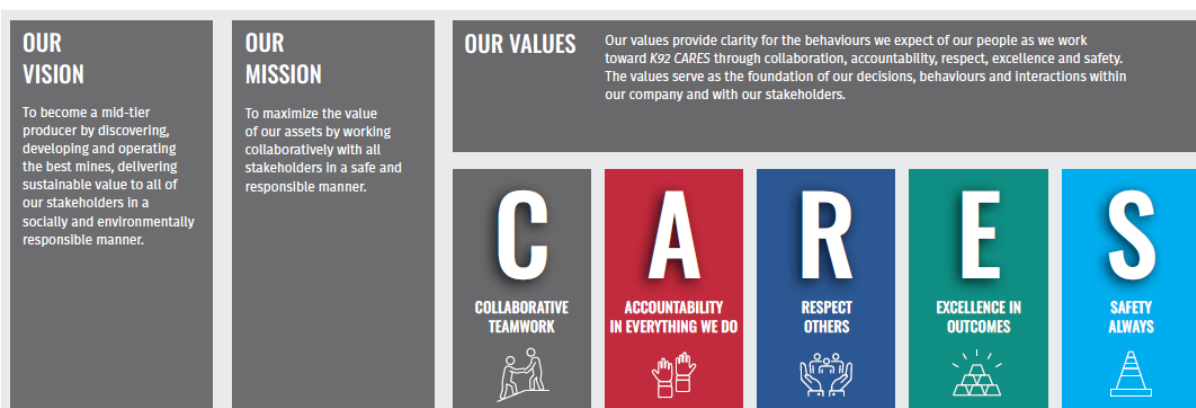 OUR
VISION
To become a mid-tier
producer by discovering,
developing and operating
the best mines, delivering
sustainable value to all of
our stakeholders in a
socially and environmentally
responsible manner.
OUR
MISSION
To maximize the value
of our assets by working
collaboratively with all
stakeholders in a safe and
responsible manner.
OUR VALUES
Our values provide clarity for the behaviours we expect of our people as we work
toward K92 CARES through collaboration, accountability, respect, excellence and safety.
The values serve as the foundation of our decisions, behaviours and interactions within
our company and with our stakeholders.
C
COLLABORATIVE
TEAMWORK
A
ACCOUNTABILITY
IN EVERYTHING WE DO
R
RESPECT
OTHERS
E
EXCELLENCE IN
OUTCOMES
S
SAFETY
ALWAYS